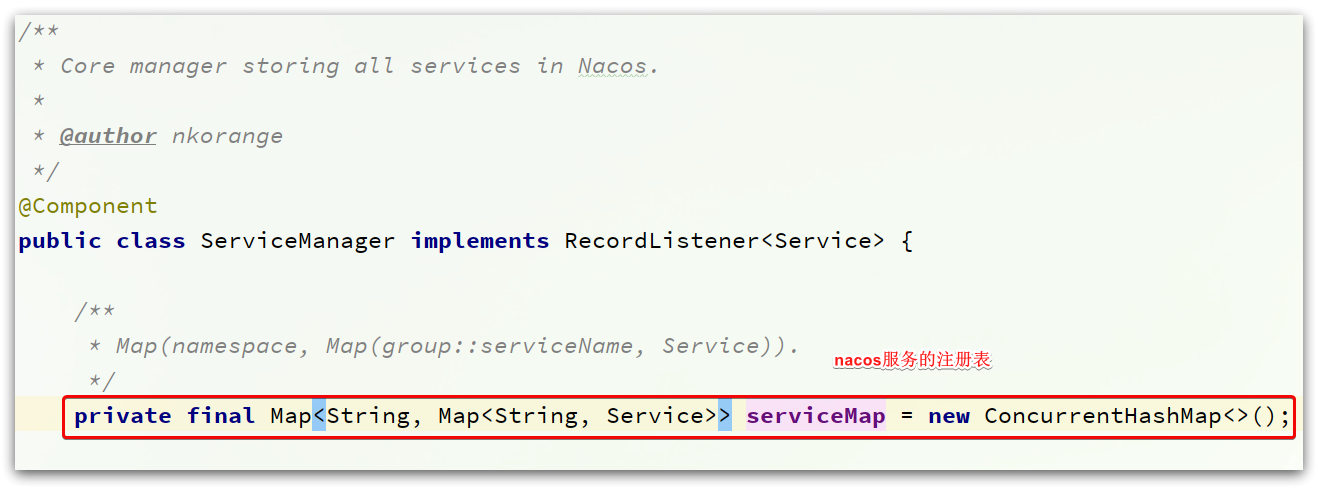 /**
* Core manager storing all services in Nacos.
*
* @author nkorange
*/
@Component
public class ServiceManager implements RecordListener<Service> {
/**
* Map(namespace, Map(group::serviceName, Service)).
nacos服务的注册表
*/
private final Map<String, Map<String, Service>> serviceMap = new ConcurrentHashMap<>();